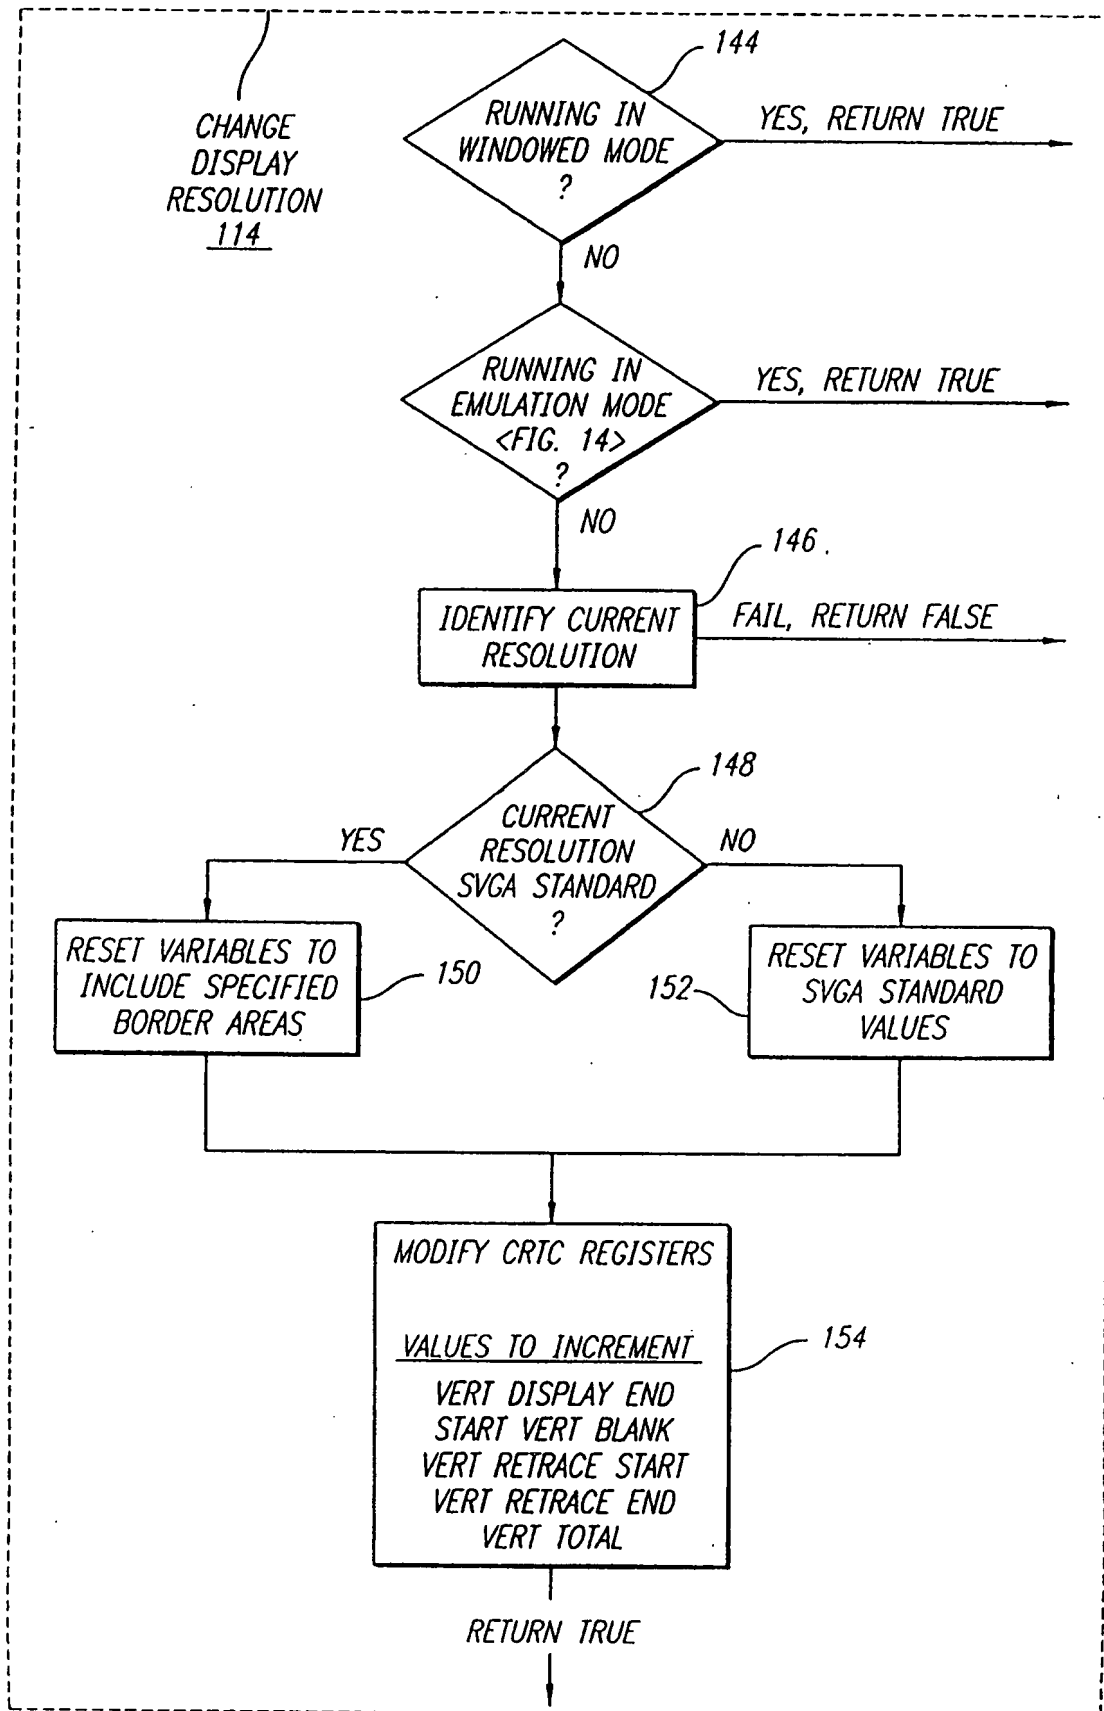 CHANGE
DISPLAY
RESOLUTION
114
144
RUNNING IN
WINDOWED MODE
?
YES, RETURN TRUE
NO
RUNNING IN
EMULATION MODE
<FIG. 14>
?
YES, RETURN TRUE
NO
146
IDENTIFY CURRENT
RESOLUTION
FAIL, RETURN FALSE
148
CURRENT
RESOLUTION
SVGA STANDARD
?
YES
NO
RESET VARIABLES TO
INCLUDE SPECIFIED
BORDER AREAS
150
152
RESET VARIABLES TO
SVGA STANDARD
VALUES
MODIFY CRTC REGISTERS
VALUES TO INCREMENT
VERT DISPLAY END
START VERT BLANK
VERT RETRACE START
VERT RETRACE END
VERT TOTAL
154
RETURN TRUE